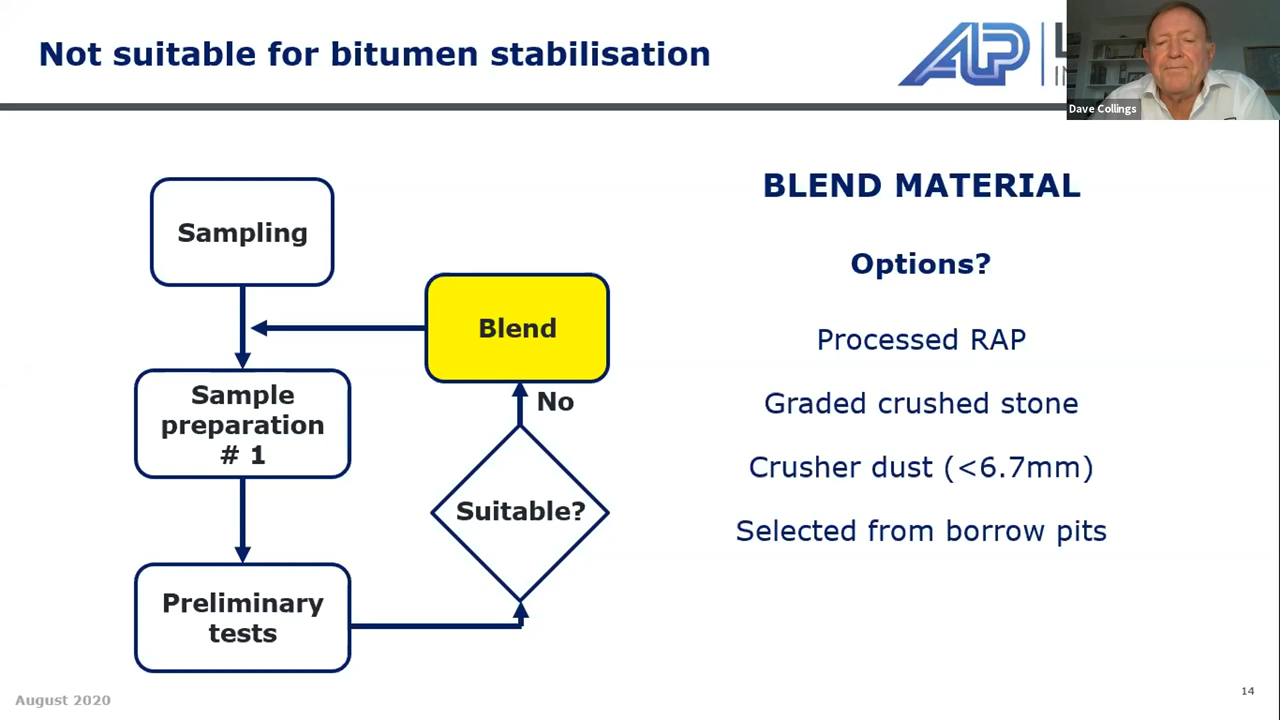 Not suitable for bitumen stabilisation
ALP
Dave Collings
BLEND MATERIAL
Options?
Processed RAP
Graded crushed stone
Crusher dust (<6.7mm)
Selected from borrow pits
Sampling
Blend
No
Sample
preparation
# 1
Suitable?
Preliminary
tests
August 2020
14